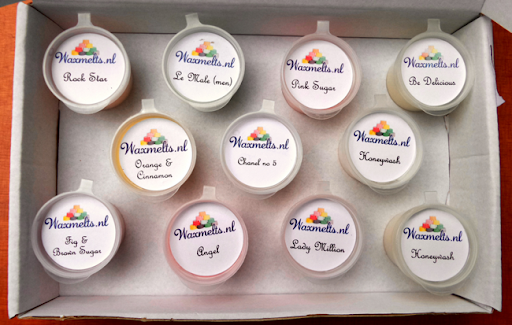 Waxmelts.nl
Rock Star
Waxmelts.nl
Le Male (men)
Waxmelts.nl
Pink Sugar
Waxmelts.nl
Be Delicious
Waxmelts.nl
Orange &
Cinnamon
Waxmelts.nl
Chanel no 5
Waxmelts.nl
Honeywash
Waxmelts.nl
Fig &
Brown Sugar
Waxmelts.nl
Angel
Waxmelts.nl
Lady Million
Waxmelts.nl
Honeywash